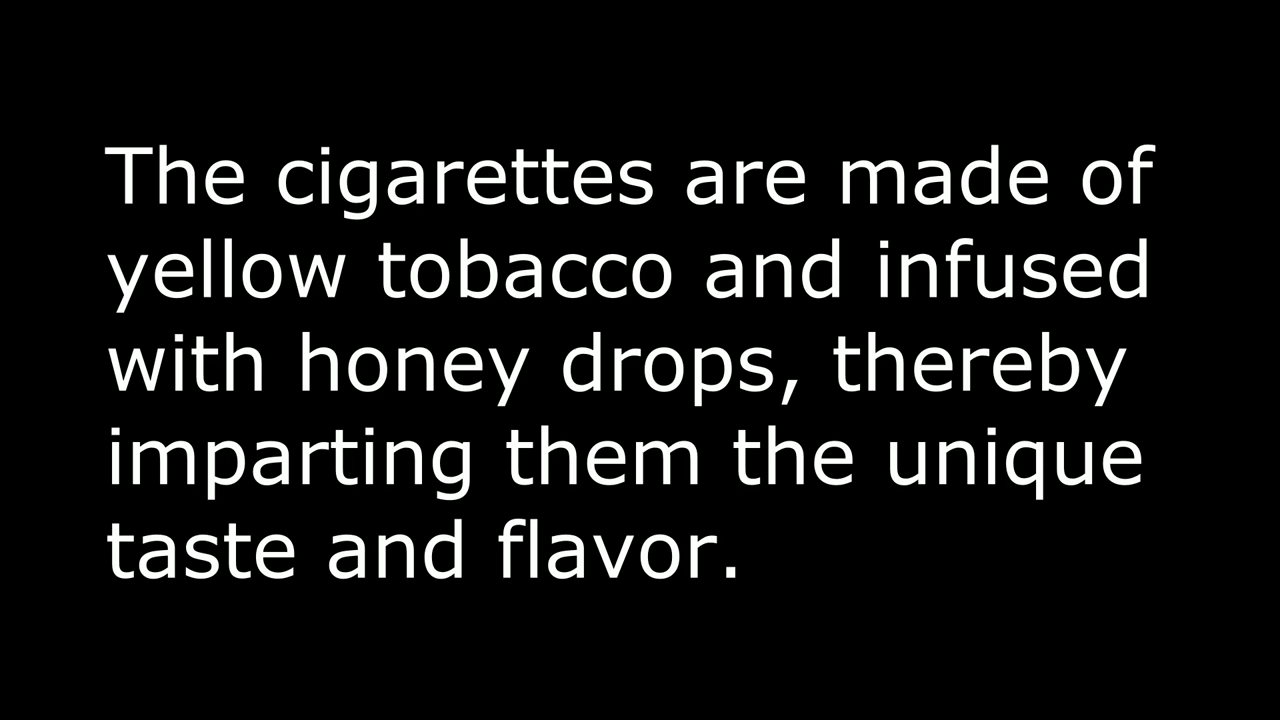 The cigarettes are made of
yellow tobacco and infused
with honey drops, thereby
imparting them the unique
taste and flavor.